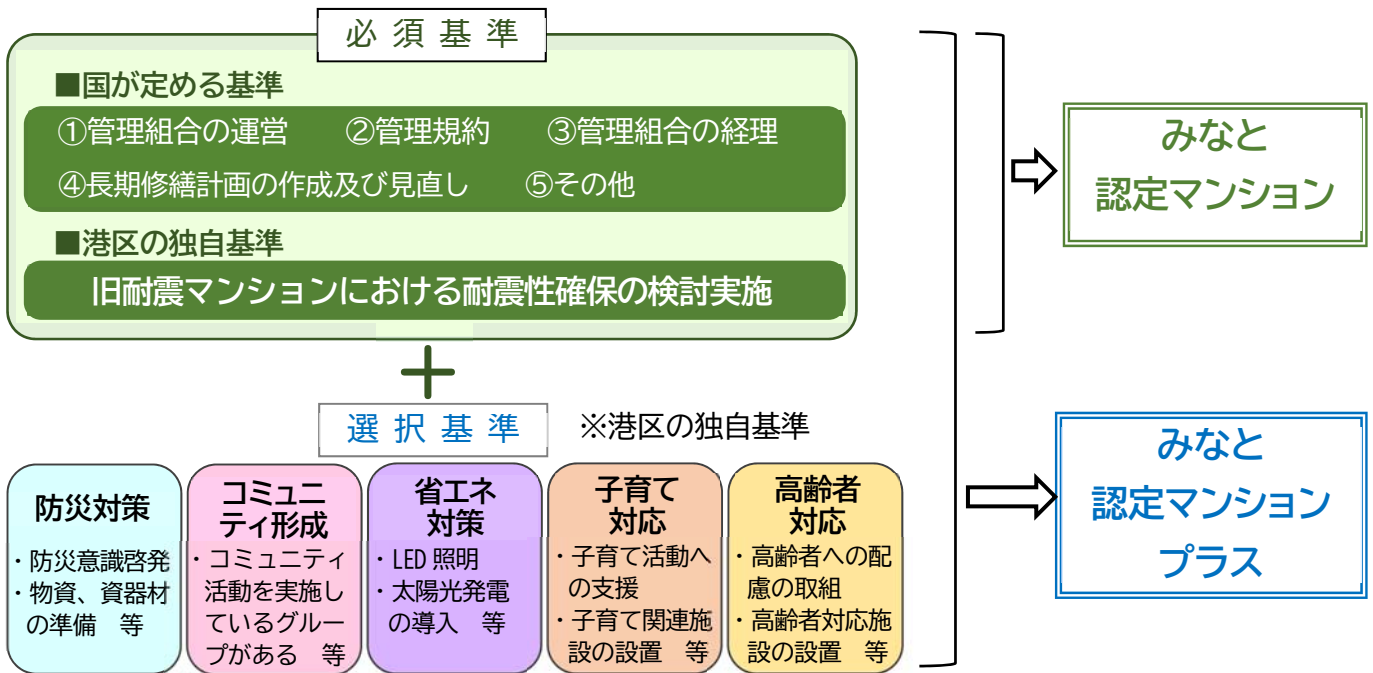 必須基準
■国が定める基準
①管理組合の運営　②管理規約　③管理組合の経理
④長期修繕計画の作成及び見直し　⑤その他
■港区の独自基準
旧耐震マンションにおける耐震性確保の検討実施
みなと
認定マンション
＋
選択基準　※港区の独自基準
防災対策
・防災意識啓発
・物資、資器材
の準備　等
コミュニ
ティ形成
・コミュニティ
活動を実施し
ているグルー
プがある　等
省エネ
対策
・LED 照明
・太陽光発電
の導入　等
子育て
対応
・子育て活動へ
の支援
・子育て関連施
設の設置　等
高齢者
対応
・高齢者への配
慮の取組
・高齢者対応施
設の設置　等
みなと
認定マンション
プラス